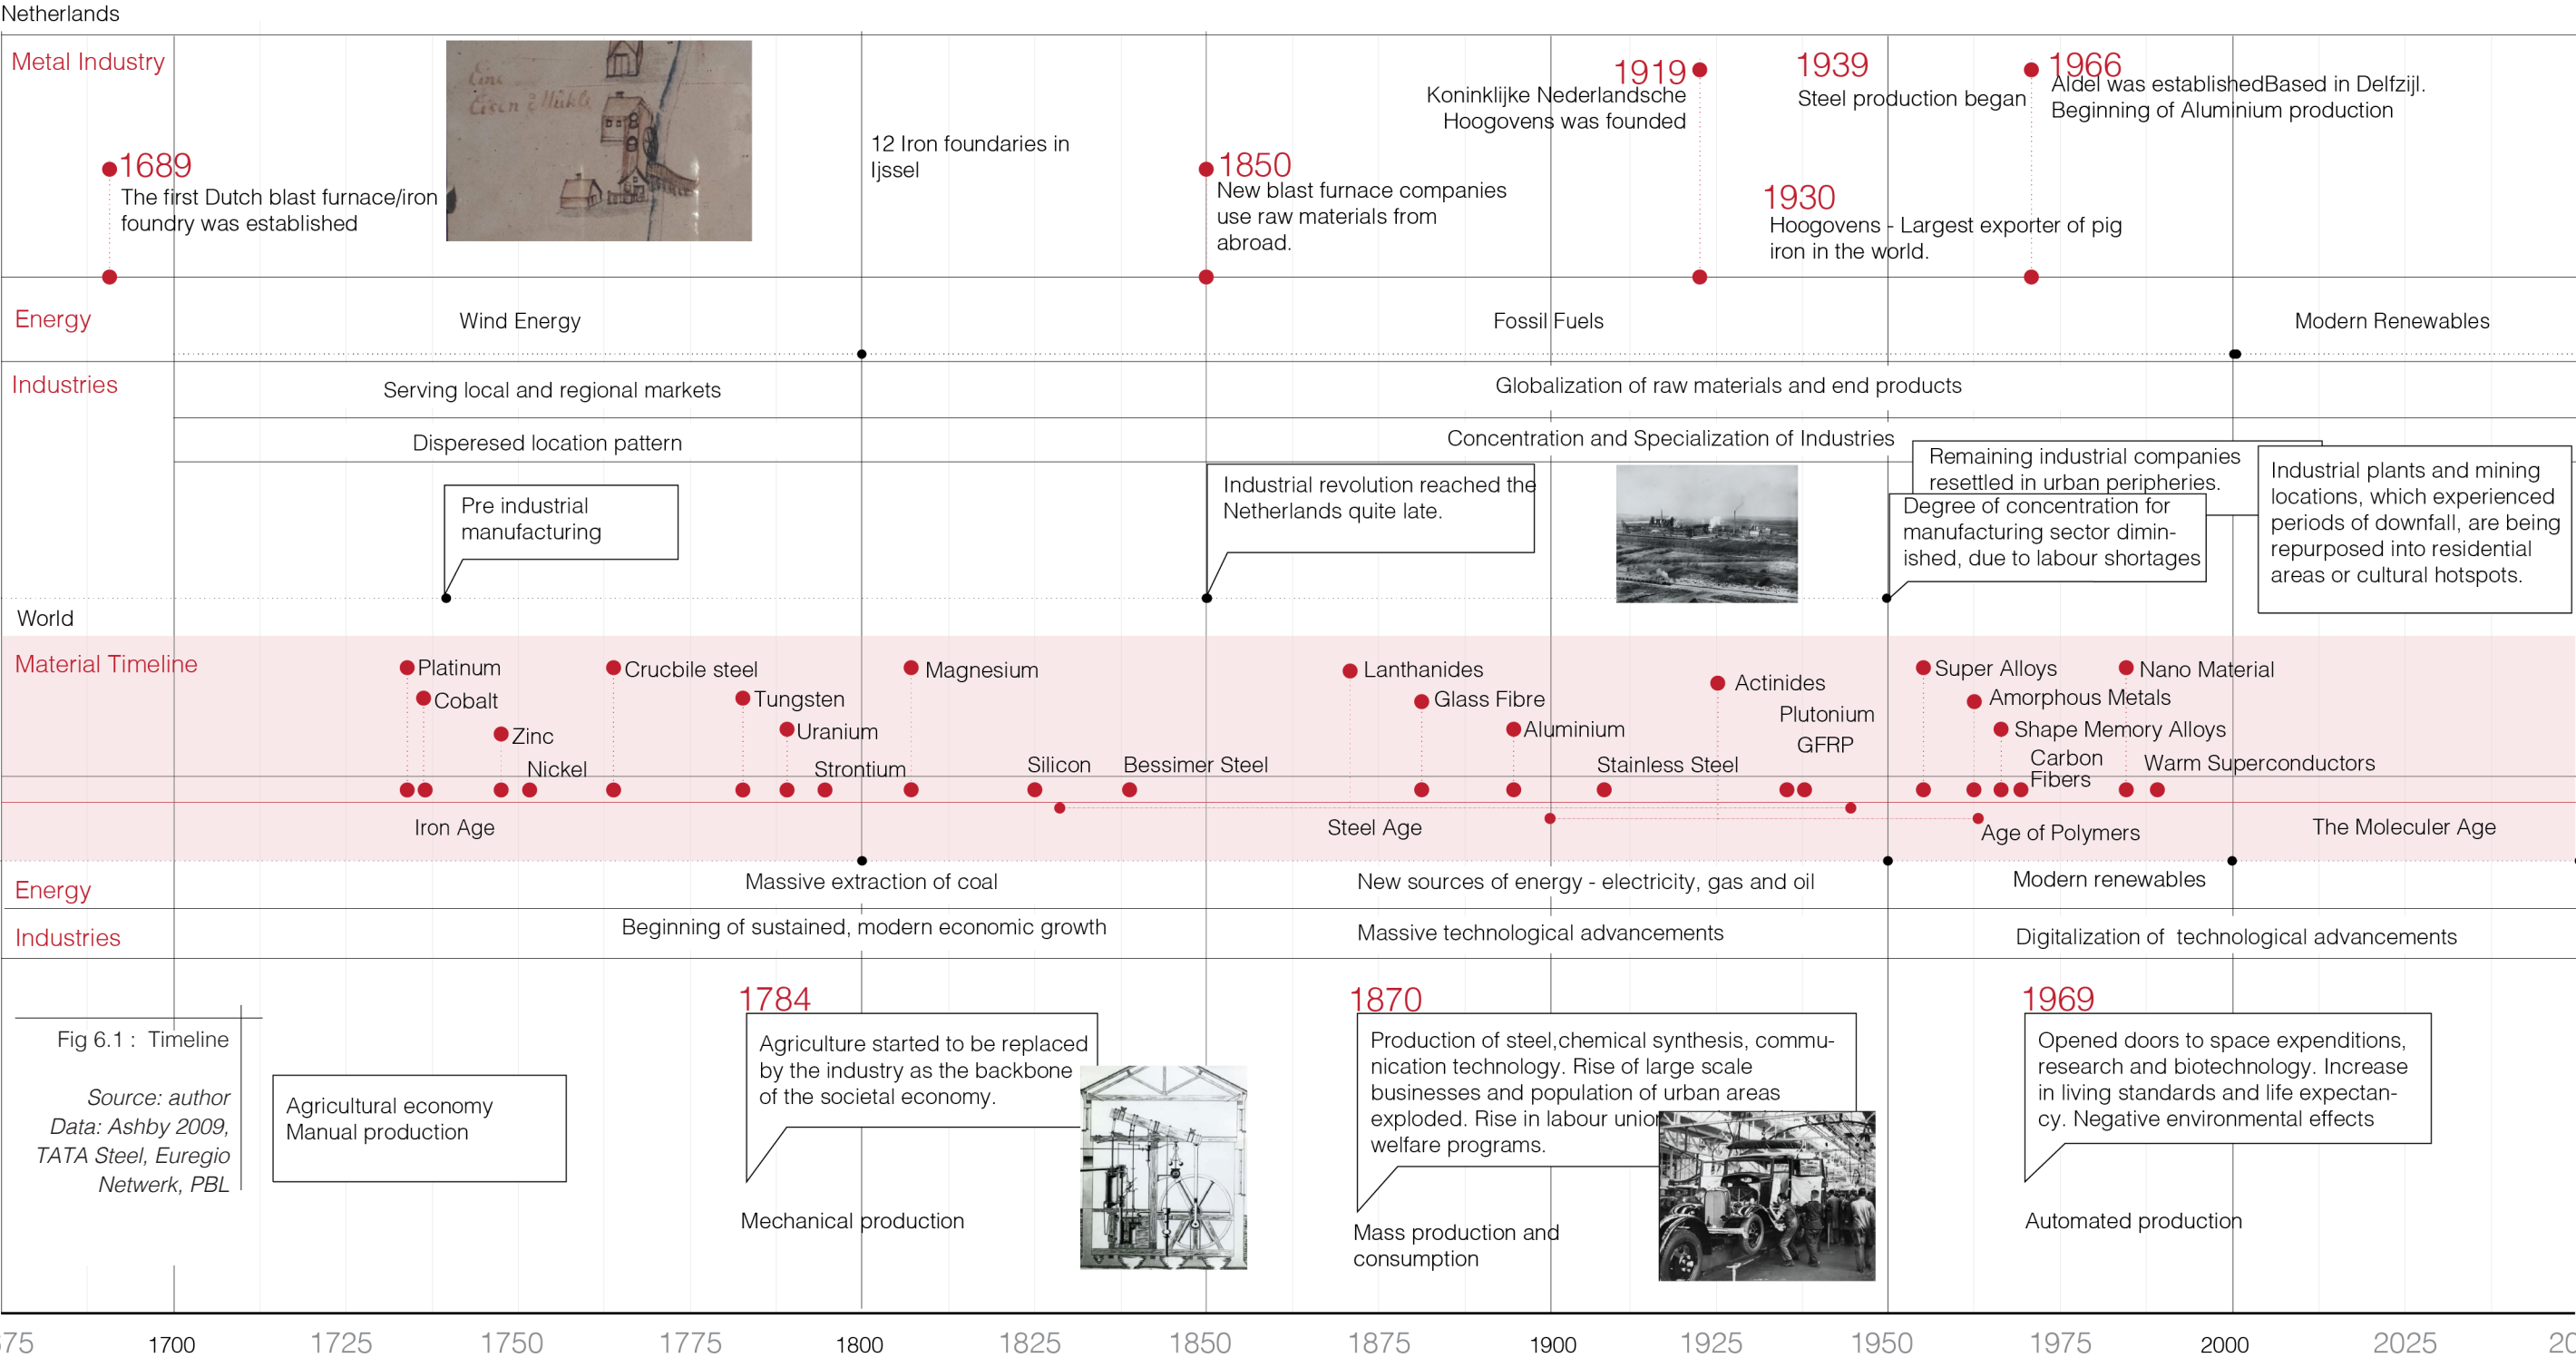 Netherlands
Metal Industry
Eine
Eisen
1689
The first Dutch blast furnace/iron
foundry was established
12 Iron foundaries in
Ijssel
1850
New blast furnace companies
use raw materials from
abroad.
1919
Koninklijke Nederlandsche
Hoogovens was founded
1939
Steel production began
1930
Hoogovens - Largest exporter of pig
iron in the world.
1966
Aldel was establishedBased in Delfzijl.
Beginning of Aluminium production
Energy
Wind Energy
Fossil Fuels
Modern Renewables
Industries
Serving local and regional markets
Globalization of raw materials and end products
Disperesed location pattern
Concentration and Specialization of Industries
Pre industrial
manufacturing
Industrial revolution reached the
Netherlands quite late.
Remaining industrial companies
resettled in urban peripheries.
Degree of concentration for
manufacturing sector dimin-
ished, due to labour shortages
Industrial plants and mining
locations, which experienced
periods of downfall, are being
repurposed into residential
areas or cultural hotspots.
World
Material Timeline
Platinum
Cobalt
Zinc
Nickel
Crucbile steel
Tungsten
Uranium
Strontium
Magnesium
Silicon
Bessimer Steel
Lanthanides
Glass Fibre
Aluminium
Stainless Steel
Actinides
Plutonium
GFRP
Super Alloys
Amorphous Metals
Shape Memory Alloys
Carbon
Fibers
Nano Material
Warm Superconductors
Iron Age
Steel Age
Age of Polymers
The Moleculer Age
Energy
Massive extraction of coal
New sources of energy - electricity, gas and oil
Modern renewables
Industries
Beginning of sustained, modern economic growth
Massive technological advancements
Digitalization of technological advancements
Fig 6.1 : Timeline
Source: author
Data: Ashby 2009,
TATA Steel, Euregio
Netwerk, PBL
Agricultural economy
Manual production
1784
Agriculture started to be replaced
by the industry as the backbone
of the societal economy.
Mechanical production
1870
Production of steel,chemical synthesis, commu-
nication technology. Rise of large scale
businesses and population of urban areas
exploded. Rise in labour union
welfare programs.
Mass production and
consumption
1969
Opened doors to space expenditions,
research and biotechnology. Increase
in living standards and life expectan-
cy. Negative environmental effects
Automated production
75 1700 1725 1750 1775 1800 1825 1850 1875 1900 1925 1950 1975 2000 2025 20